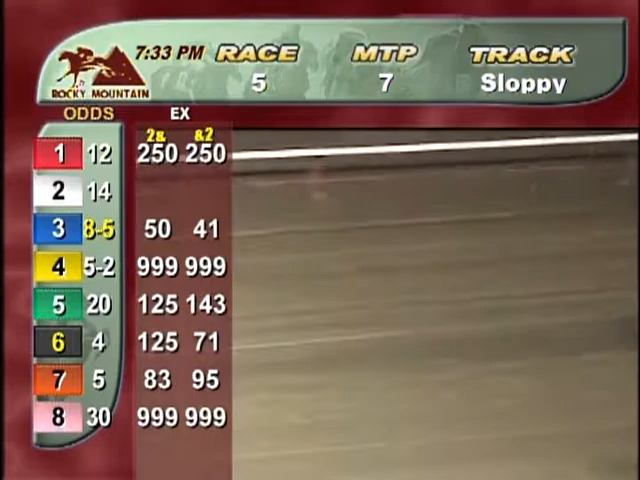 7:33 PM RACE MTP TRACK
ROCKY MOUNTAIN 5 7 Sloppy
ODDS EX
2& &2
1 12 250 250
2 14
3 8-5 50 41
4 5-2 999 999
5 20 125 143
6 4 125 71
7 5 83 95
8 30 999 999